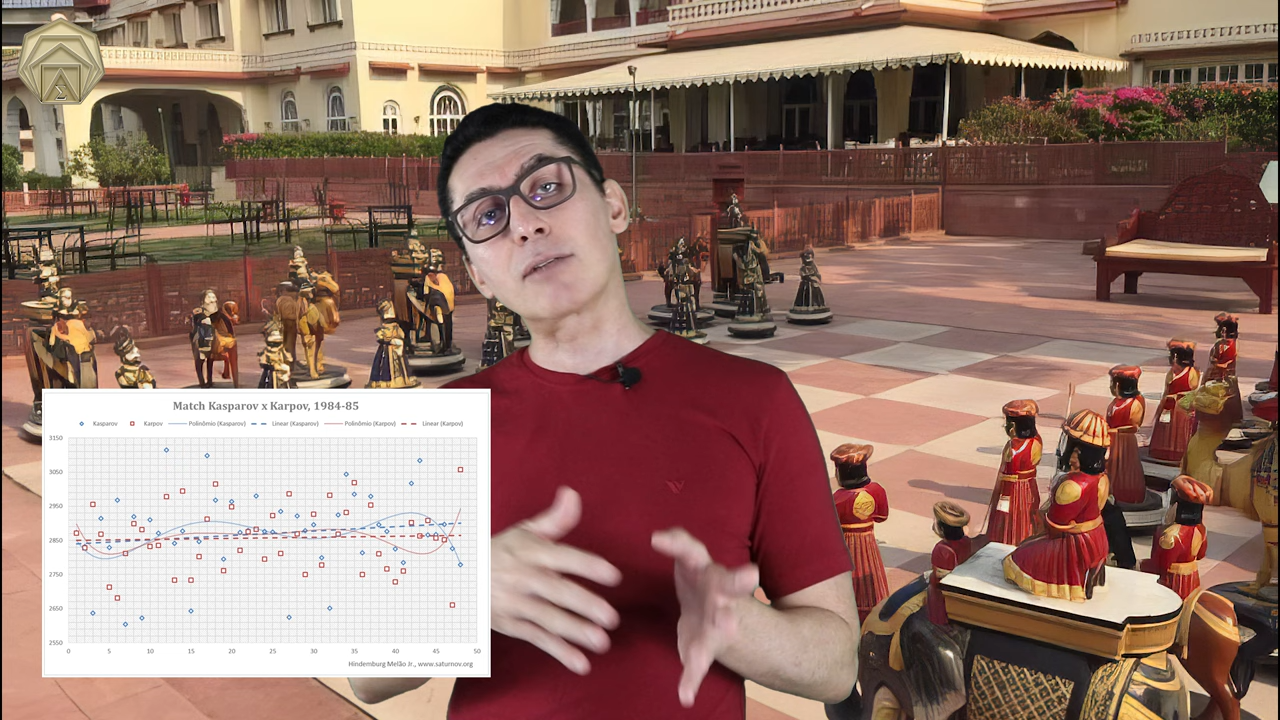 Match Kasparov x Karpov, 1984-85
Kasparov Karpov Polinômio (Kasparov) Linear (Kasparov) Polinômio (Karpov) Linear (Karpov)
3150
3050
2950
2850
2750
2650
2550
0 5 10 15 20 25 30 35 40 45 50
Hindemburg Melão Jr., www.saturnov.org